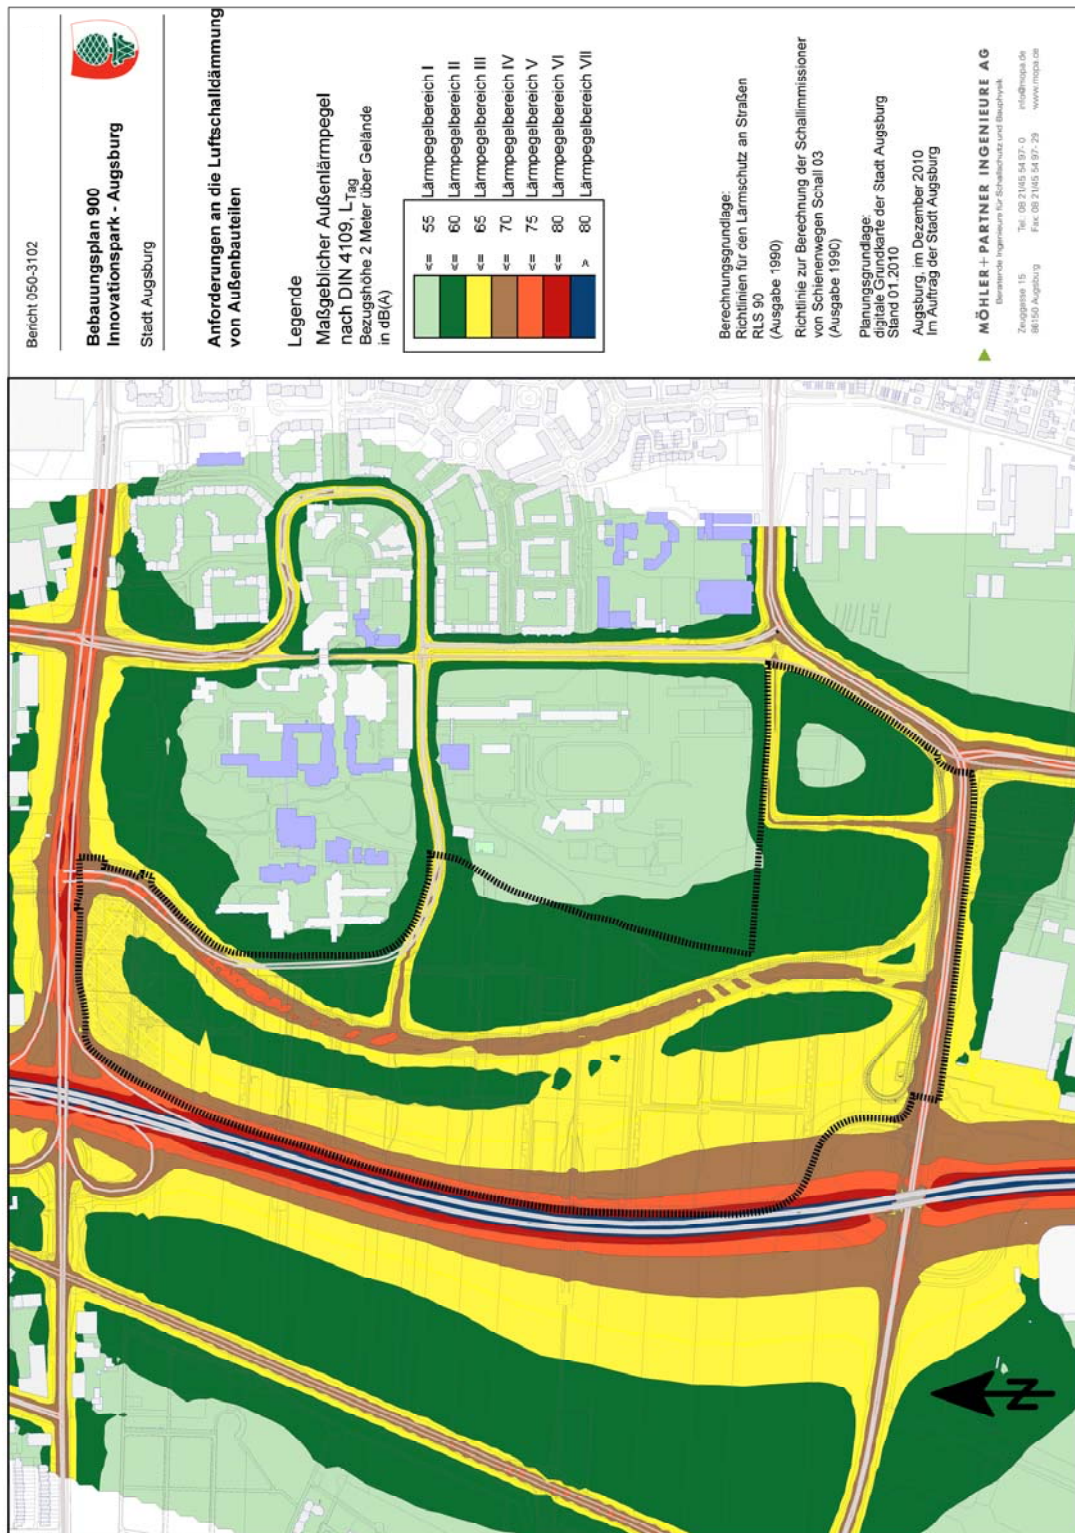 Bericht 050-3102
Bebauungsplan 900
Innovationspark - Augsburg
Stadt Augsburg
Anforderungen an die Luftschalldämmung
von Außenbauteilen
Legende
Maßgeblicher Außenlärmpegel
nach DIN 4109, LTag
Bezugshöhe 2 Meter über Gelände
in dB(A)
<= 55 Lärmpegelbereich I
<= 60 Lärmpegelbereich II
<= 65 Lärmpegelbereich III
<= 70 Lärmpegelbereich IV
<= 75 Lärmpegelbereich V
<= 80 Lärmpegelbereich VI
> 80 Lärmpegelbereich VII
Berechnungsgrundlage:
Richtlinien für den Lärmschutz an Straßen
RLS 90
(Ausgabe 1990)
Richtlinie zur Berechnung der Schallimmissioner
von Schienenwegen Schall 03
(Ausgabe 1990)
Planungsgrundlage:
digitale Grundkarte der Stadt Augsburg
Stand 01.2010
Augsburg, im Dezember 2010
Im Auftrag der Stadt Augsburg
MÖHLER + PARTNER INGENIEURE AG
Beratende Ingenieure für Schallschutz und Bauphysik
Zeuggasse 15 Tel. 08 21/45 54 97- 0 info@mopa.de
86150 Augsburg Fax. 08 21/45 54 97- 29 www.mopa.de
N